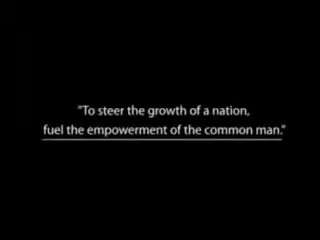 "To steer the growth of a nation,
fuel the empowerment of the common man."